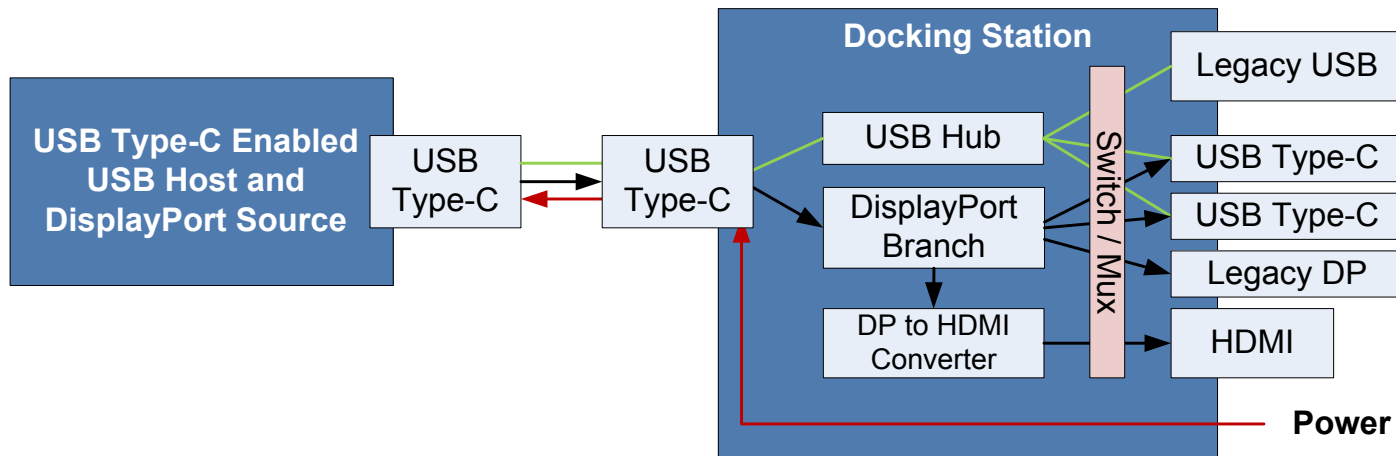 Docking Station
USB Type-C Enabled
USB Host and
DisplayPort Source
USB
Type-C
USB
Type-C
USB Hub
DisplayPort
Branch
DP to HDMI
Converter
Switch / Mux
Legacy USB
USB Type-C
USB Type-C
Legacy DP
HDMI
Power